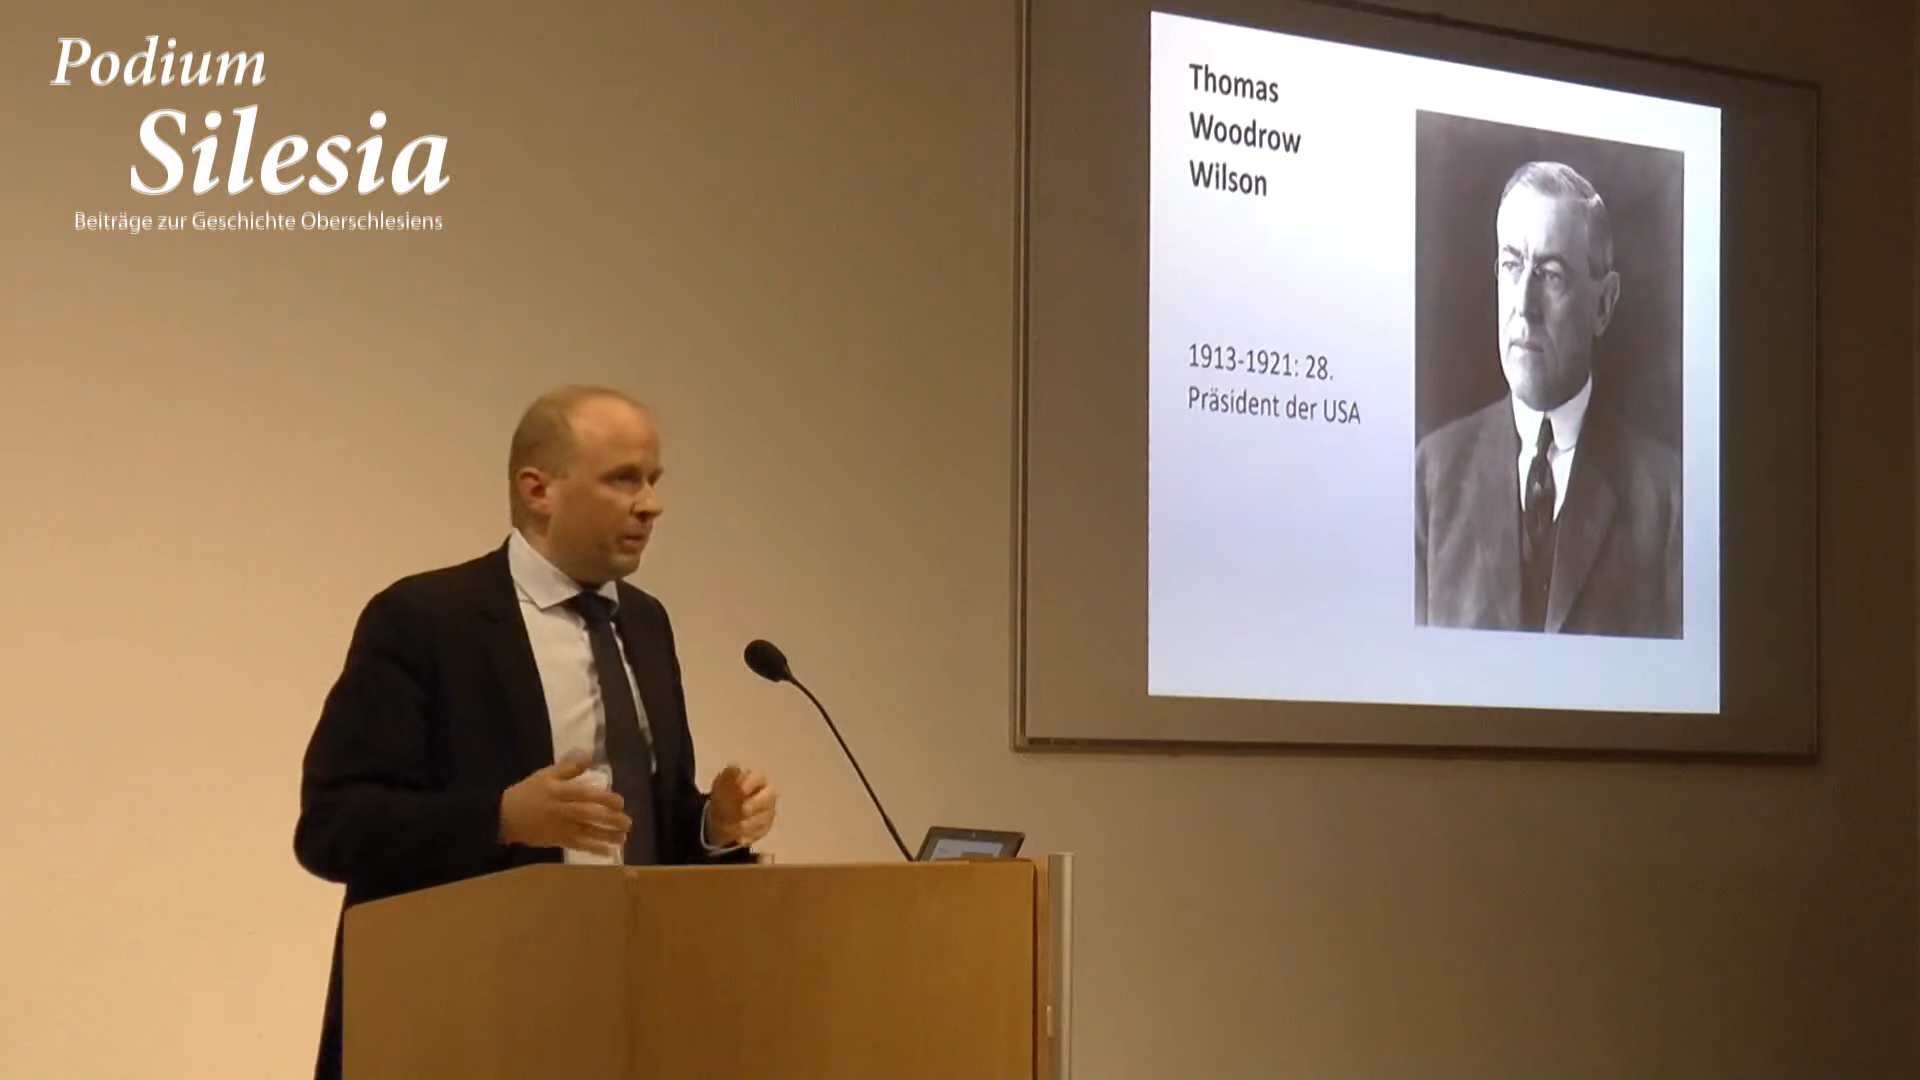 Podium
Silesia
Beiträge zur Geschichte Oberschlesiens
Thomas
Woodrow
Wilson
1913-1921: 28.
Präsident der USA